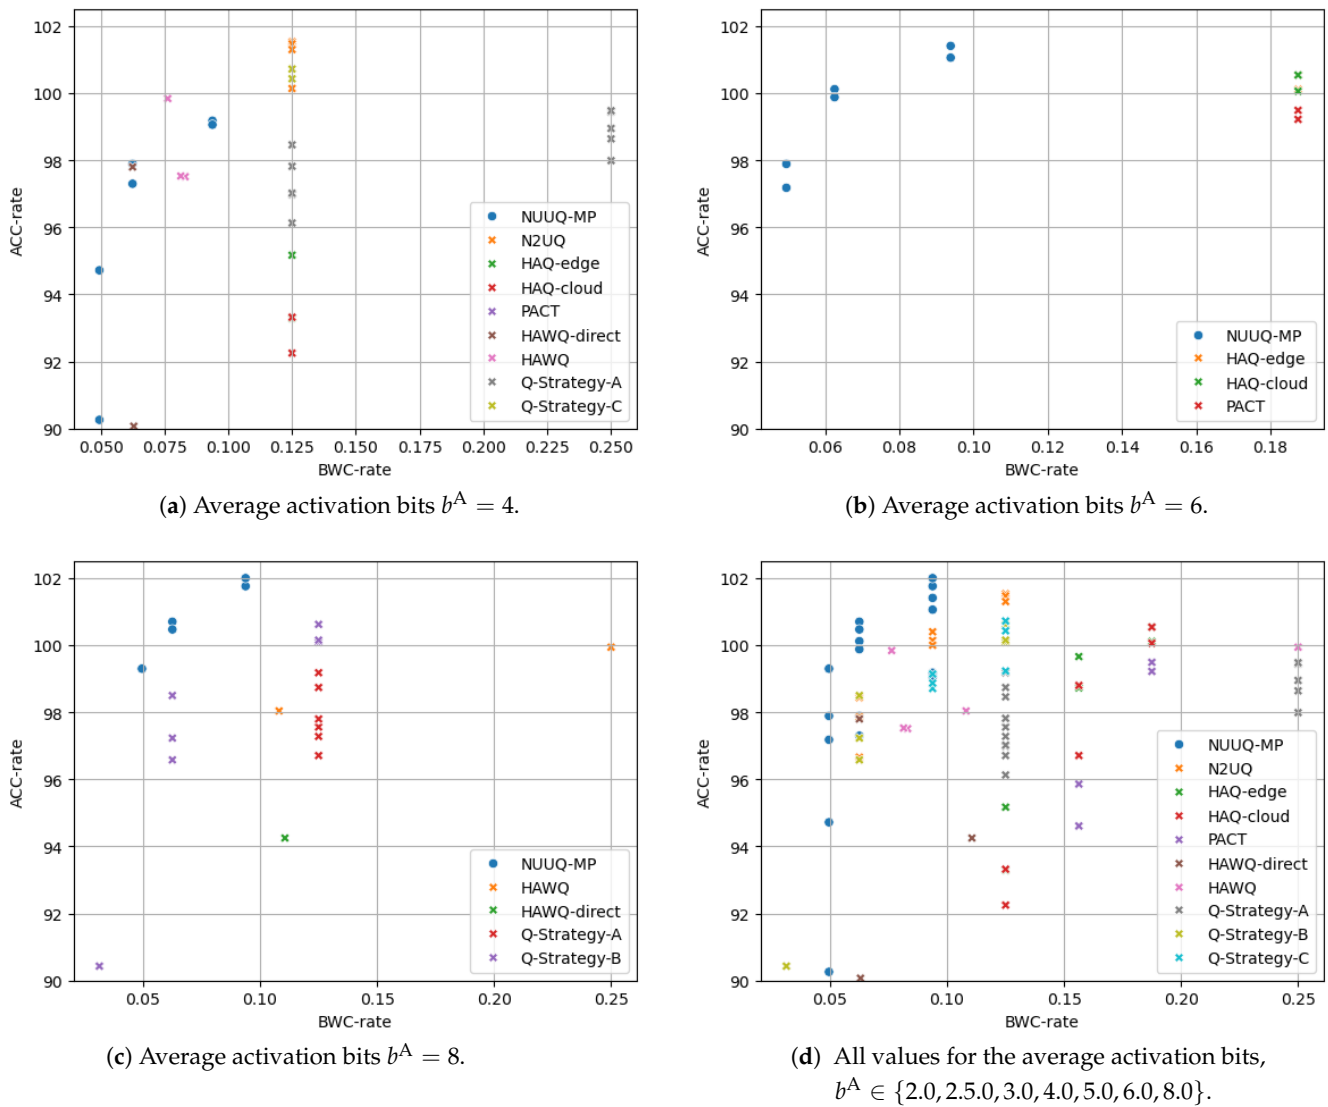 102
100
98
96
94
92
90
ACC-rate
0.050 0.075 0.100 0.125 0.150 0.175 0.200 0.225 0.250
BWC-rate
NUUQ-MP
N2UQ
HAQ-edge
HAQ-cloud
PACT
HAWQ-direct
HAWQ
Q-Strategy-A
Q-Strategy-C
(a) Average activation bits b^A = 4.
102
100
98
96
94
92
90
ACC-rate
0.06 0.08 0.10 0.12 0.14 0.16 0.18
BWC-rate
NUUQ-MP
HAQ-edge
HAQ-cloud
PACT
(b) Average activation bits b^A = 6.
102
100
98
96
94
92
90
ACC-rate
0.05 0.10 0.15 0.20 0.25
BWC-rate
NUUQ-MP
HAWQ
HAWQ-direct
Q-Strategy-A
Q-Strategy-B
(c) Average activation bits b^A = 8.
102
100
98
96
94
92
90
ACC-rate
0.05 0.10 0.15 0.20 0.25
BWC-rate
NUUQ-MP
N2UQ
HAQ-edge
HAQ-cloud
PACT
HAWQ-direct
HAWQ
Q-Strategy-A
Q-Strategy-B
Q-Strategy-C
(d) All values for the average activation bits,
b^A ∈ {2.0, 2.5.0, 3.0, 4.0, 5.0, 6.0, 8.0}.